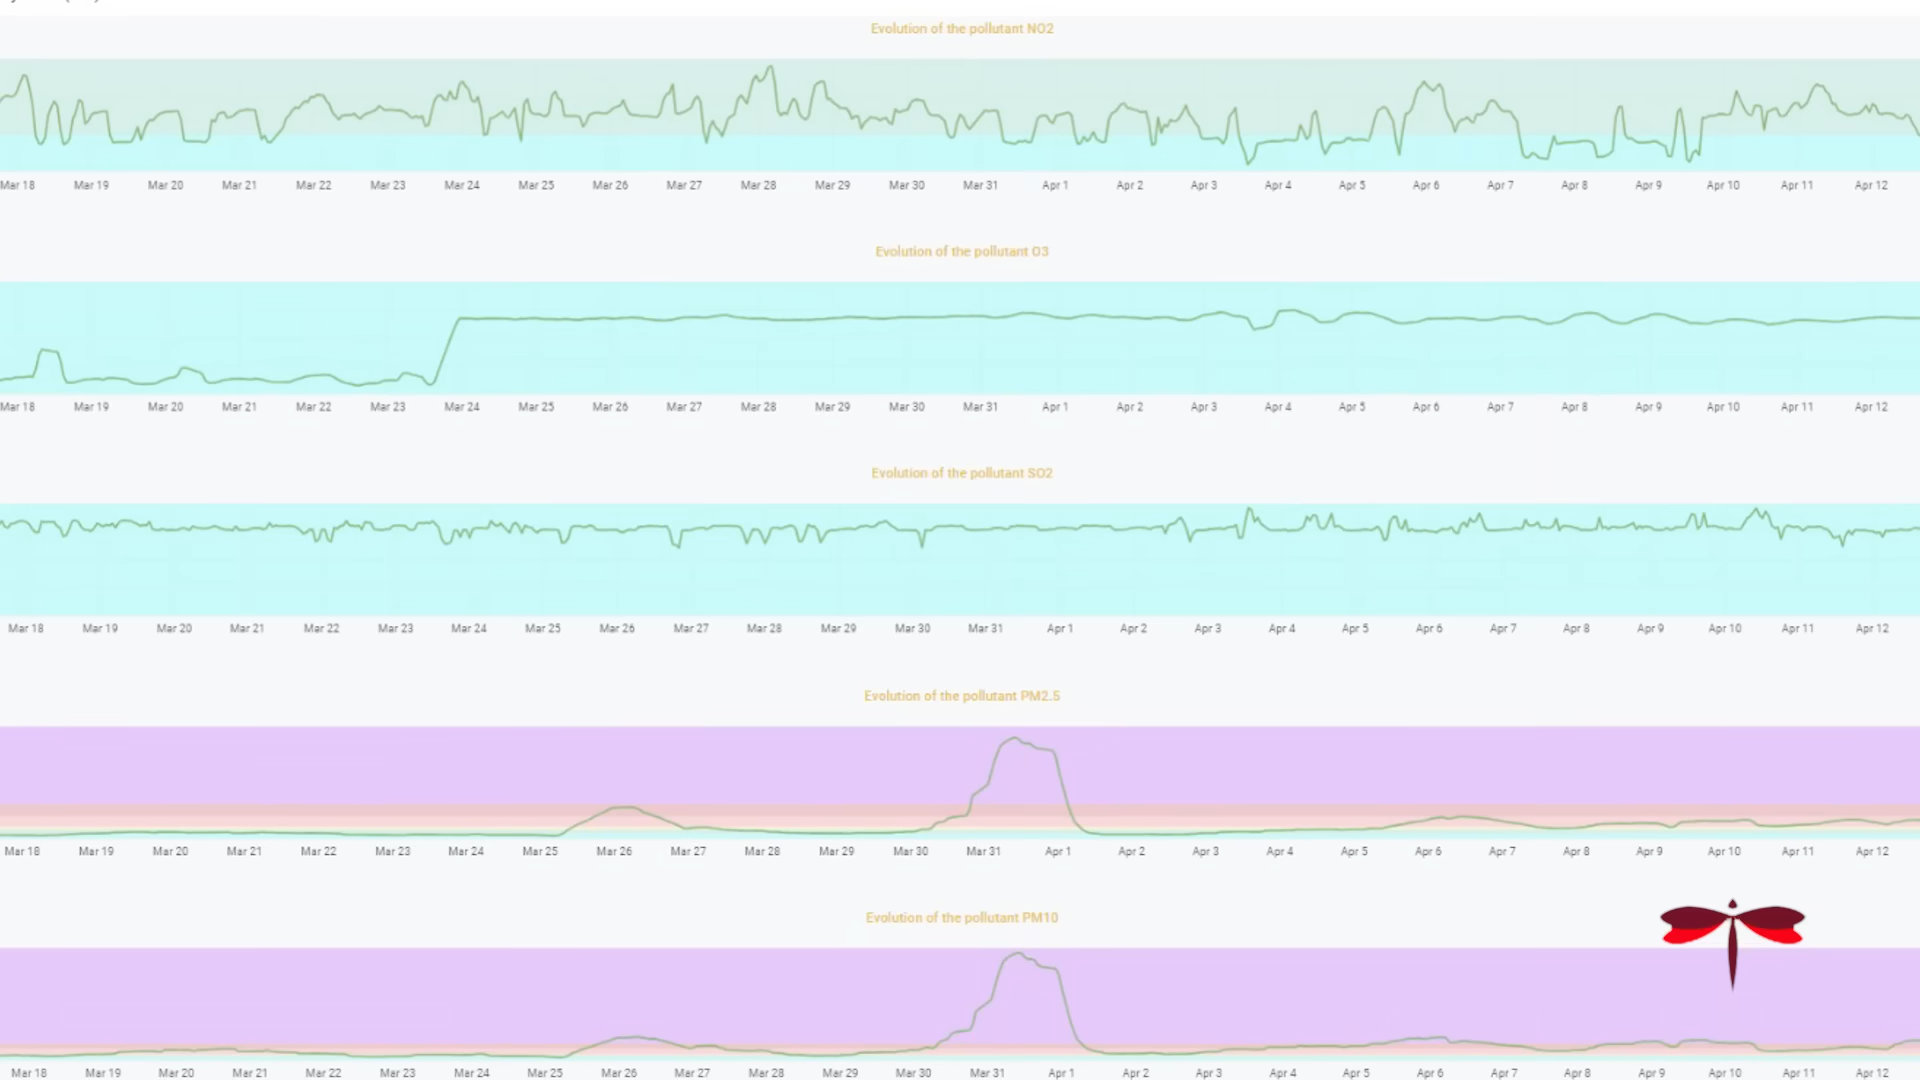 Evolution of the pollutant NO2
Mar 18 Mar 19 Mar 20 Mar 21 Mar 22 Mar 23 Mar 24 Mar 25 Mar 26 Mar 27 Mar 28 Mar 29 Mar 30 Mar 31 Apr 1 Apr 2 Apr 3 Apr 4 Apr 5 Apr 6 Apr 7 Apr 8 Apr 9 Apr 10 Apr 11 Apr 12
Evolution of the pollutant O3
Mar 18 Mar 19 Mar 20 Mar 21 Mar 22 Mar 23 Mar 24 Mar 25 Mar 26 Mar 27 Mar 28 Mar 29 Mar 30 Mar 31 Apr 1 Apr 2 Apr 3 Apr 4 Apr 5 Apr 6 Apr 7 Apr 8 Apr 9 Apr 10 Apr 11 Apr 12
Evolution of the pollutant SO2
Mar 18 Mar 19 Mar 20 Mar 21 Mar 22 Mar 23 Mar 24 Mar 25 Mar 26 Mar 27 Mar 28 Mar 29 Mar 30 Mar 31 Apr 1 Apr 2 Apr 3 Apr 4 Apr 5 Apr 6 Apr 7 Apr 8 Apr 9 Apr 10 Apr 11 Apr 12
Evolution of the pollutant PM2.5
Mar 18 Mar 19 Mar 20 Mar 21 Mar 22 Mar 23 Mar 24 Mar 25 Mar 26 Mar 27 Mar 28 Mar 29 Mar 30 Mar 31 Apr 1 Apr 2 Apr 3 Apr 4 Apr 5 Apr 6 Apr 7 Apr 8 Apr 9 Apr 10 Apr 11 Apr 12
Evolution of the pollutant PM10
Mar 18 Mar 19 Mar 20 Mar 21 Mar 22 Mar 23 Mar 24 Mar 25 Mar 26 Mar 27 Mar 28 Mar 29 Mar 30 Mar 31 Apr 1 Apr 2 Apr 3 Apr 4 Apr 5 Apr 6 Apr 7 Apr 8 Apr 9 Apr 10 Apr 11 Apr 12